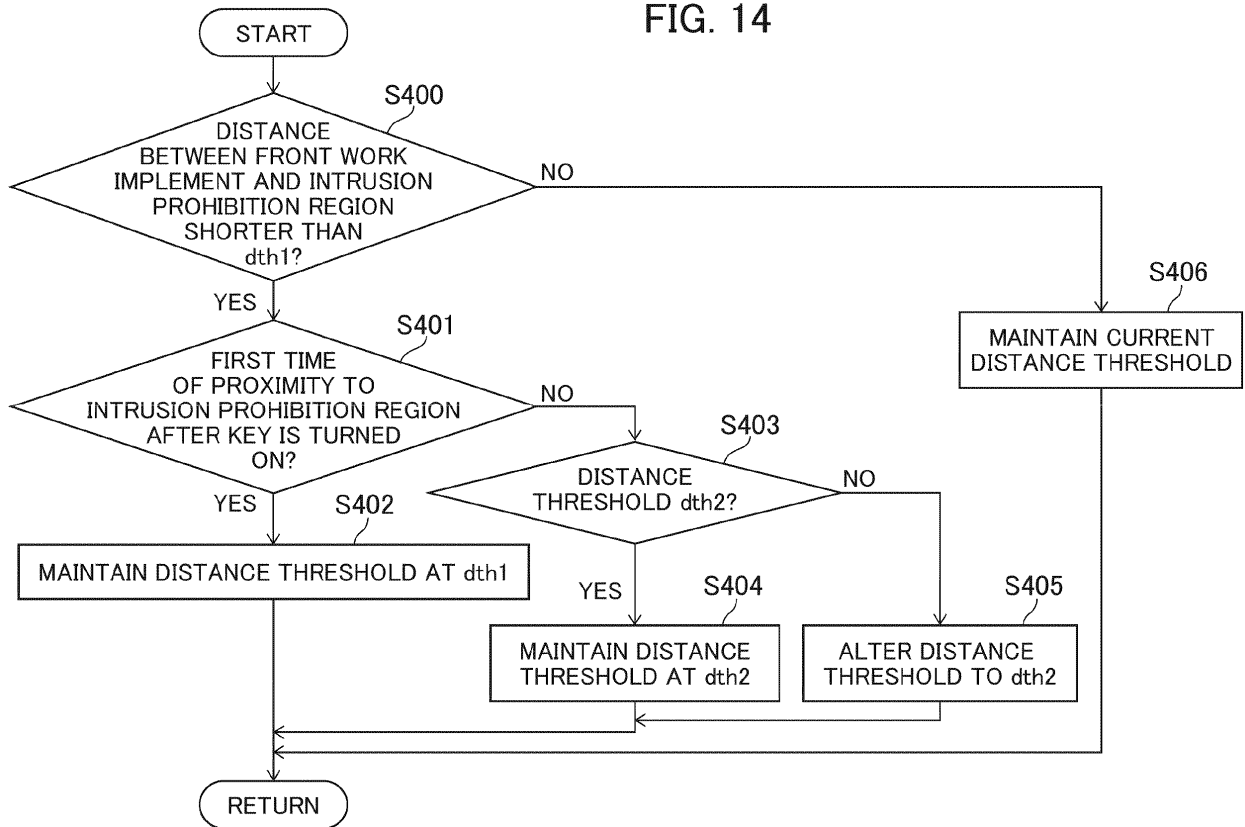 FIG. 14
START
S400
DISTANCE
BETWEEN FRONT WORK
IMPLEMENT AND INTRUSION
PROHIBITION REGION
SHORTER THAN
dth1?
NO
YES
S406
MAINTAIN CURRENT
DISTANCE THRESHOLD
S401
FIRST TIME
OF PROXIMITY TO
INTRUSION PROHIBITION REGION
AFTER KEY IS TURNED
ON?
NO
YES
S403
DISTANCE
THRESHOLD dth2?
NO
YES
S402
MAINTAIN DISTANCE THRESHOLD AT dth1
S404
MAINTAIN DISTANCE
THRESHOLD AT dth2
S405
ALTER DISTANCE
THRESHOLD TO dth2
RETURN